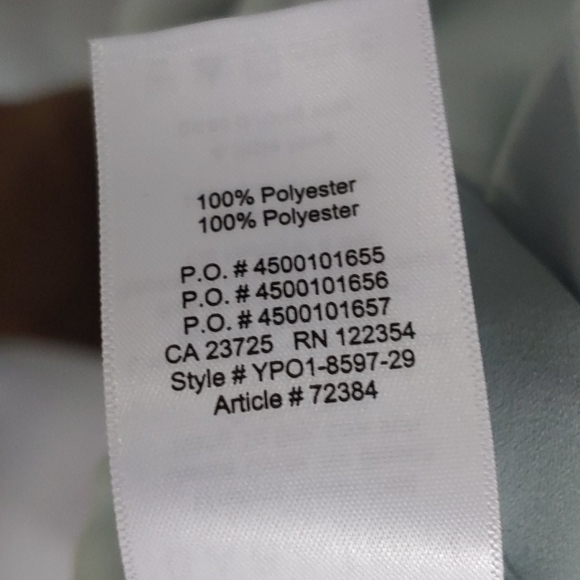 100% Polyester
100% Polyester
P.O. # 4500101655
P.O. # 4500101656
P.O. # 4500101657
CA 23725 RN 122354
Style # YPO1-8597-29
Article # 72384